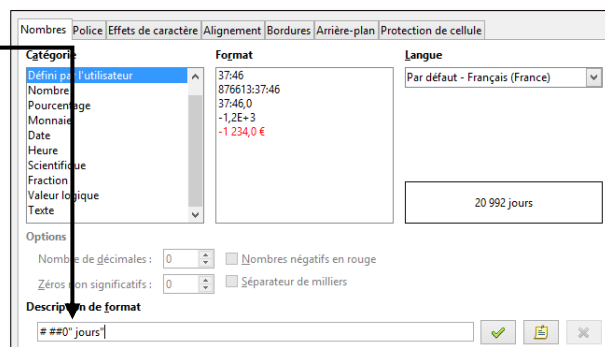 Nombres Police Effets de caractère Alignement Bordures Arrière-plan Protection de cellule
Catégorie Format Langue
Défini par l'utilisateur
Nombre
Pourcentage
Monnaie
Date
Heure
Scientifique
Fraction
Valeur logique
Texte
37:46
876613:37:46
37:46,0
-1,2E+3
-1 234,0 €
Par défaut - Français (France)
20 992 jours
Options
Nombre de décimales : 0 Nombres négatifs en rouge
Zéros non significatifs : 0 Séparateur de milliers
Description de format
# ##0" jours"